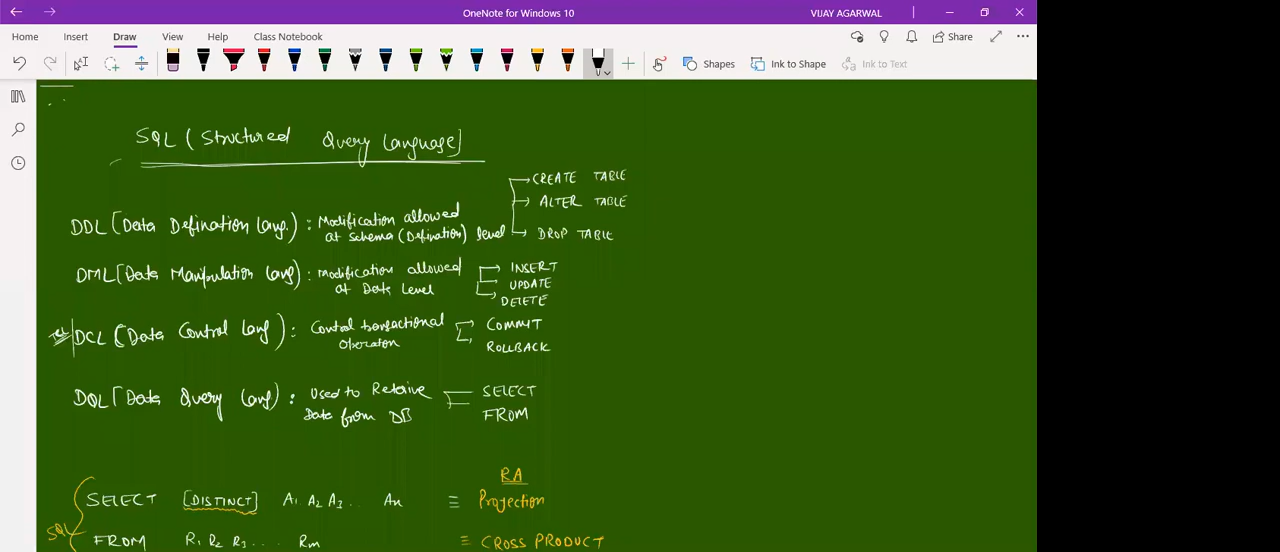 OneNote for Windows 10
VIJAY AGARWAL
Home Insert Draw View Help Class Notebook
Share
Shapes Ink to Shape Ink to Text
SQL (Structured Query Language]
CREATE TABLE
ALTER TABLE
DROP TABLE
DDL [Data Defination Lang.) : Modification allowed
at Schema (Defination) level
DML [Data Manipulation Lang) : Modification allowed
at Data Level
INSERT
UPDATE
DELETE
DCL [Data Control Lang) : Control transactional
operation
COMMIT
ROLLBACK
DQL [Data Query Lang) : Used to Retrive
Data from DB
SELECT
FROM
RA
SELECT [DISTINCT] A1 A2 A3 .. An ≡ Projection
SQL
FROM R1 R2 R3 .... Rm ≡ CROSS PRODUCT